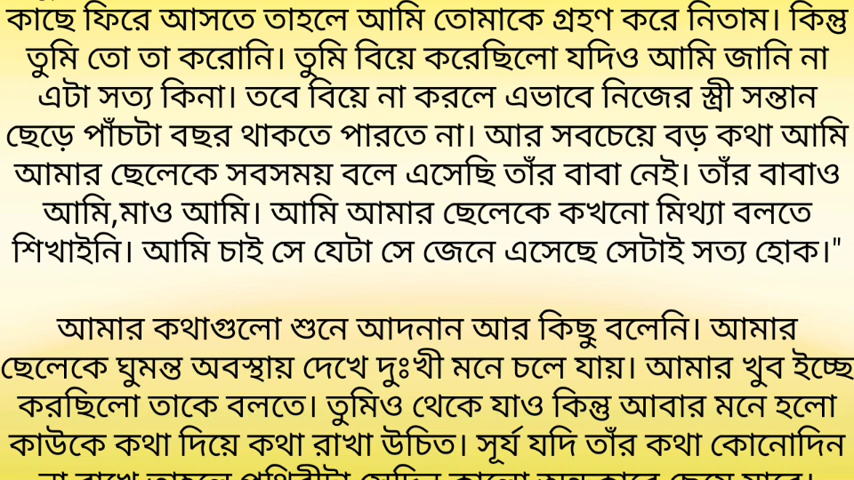 কাছে ফিরে আসতে তাহলে আমি তোমাকে গ্রহণ করে নিতাম। কিন্তু
তুমি তো তা করোনি। তুমি বিয়ে করেছিলো যদিও আমি জানি না
এটা সত্য কিনা। তবে বিয়ে না করলে এভাবে নিজের স্ত্রী সন্তান
ছেড়ে পাঁচটা বছর থাকতে পারতে না। আর সবচেয়ে বড় কথা আমি
আমার ছেলেকে সবসময় বলে এসেছি তাঁর বাবা নেই। তাঁর বাবাও
আমি,মাও আমি। আমি আমার ছেলেকে কখনো মিথ্যা বলতে
শিখাইনি। আমি চাই সে যেটা সে জেনে এসেছে সেটাই সত্য হোক।"
আমার কথাগুলো শুনে আদনান আর কিছু বলেনি। আমার
ছেলেকে ঘুমন্ত অবস্থায় দেখে দুঃখী মনে চলে যায়। আমার খুব ইচ্ছে
করছিলো তাকে বলতে। তুমিও থেকে যাও কিন্তু আবার মনে হলো
কাউকে কথা দিয়ে কথা রাখা উচিত। সূর্য যদি তাঁর কথা কোনোদিন
না রাখে তাহলে পৃথিবীটা সেদিন কালো অন্ধকারে ছেয়ে যাবে।